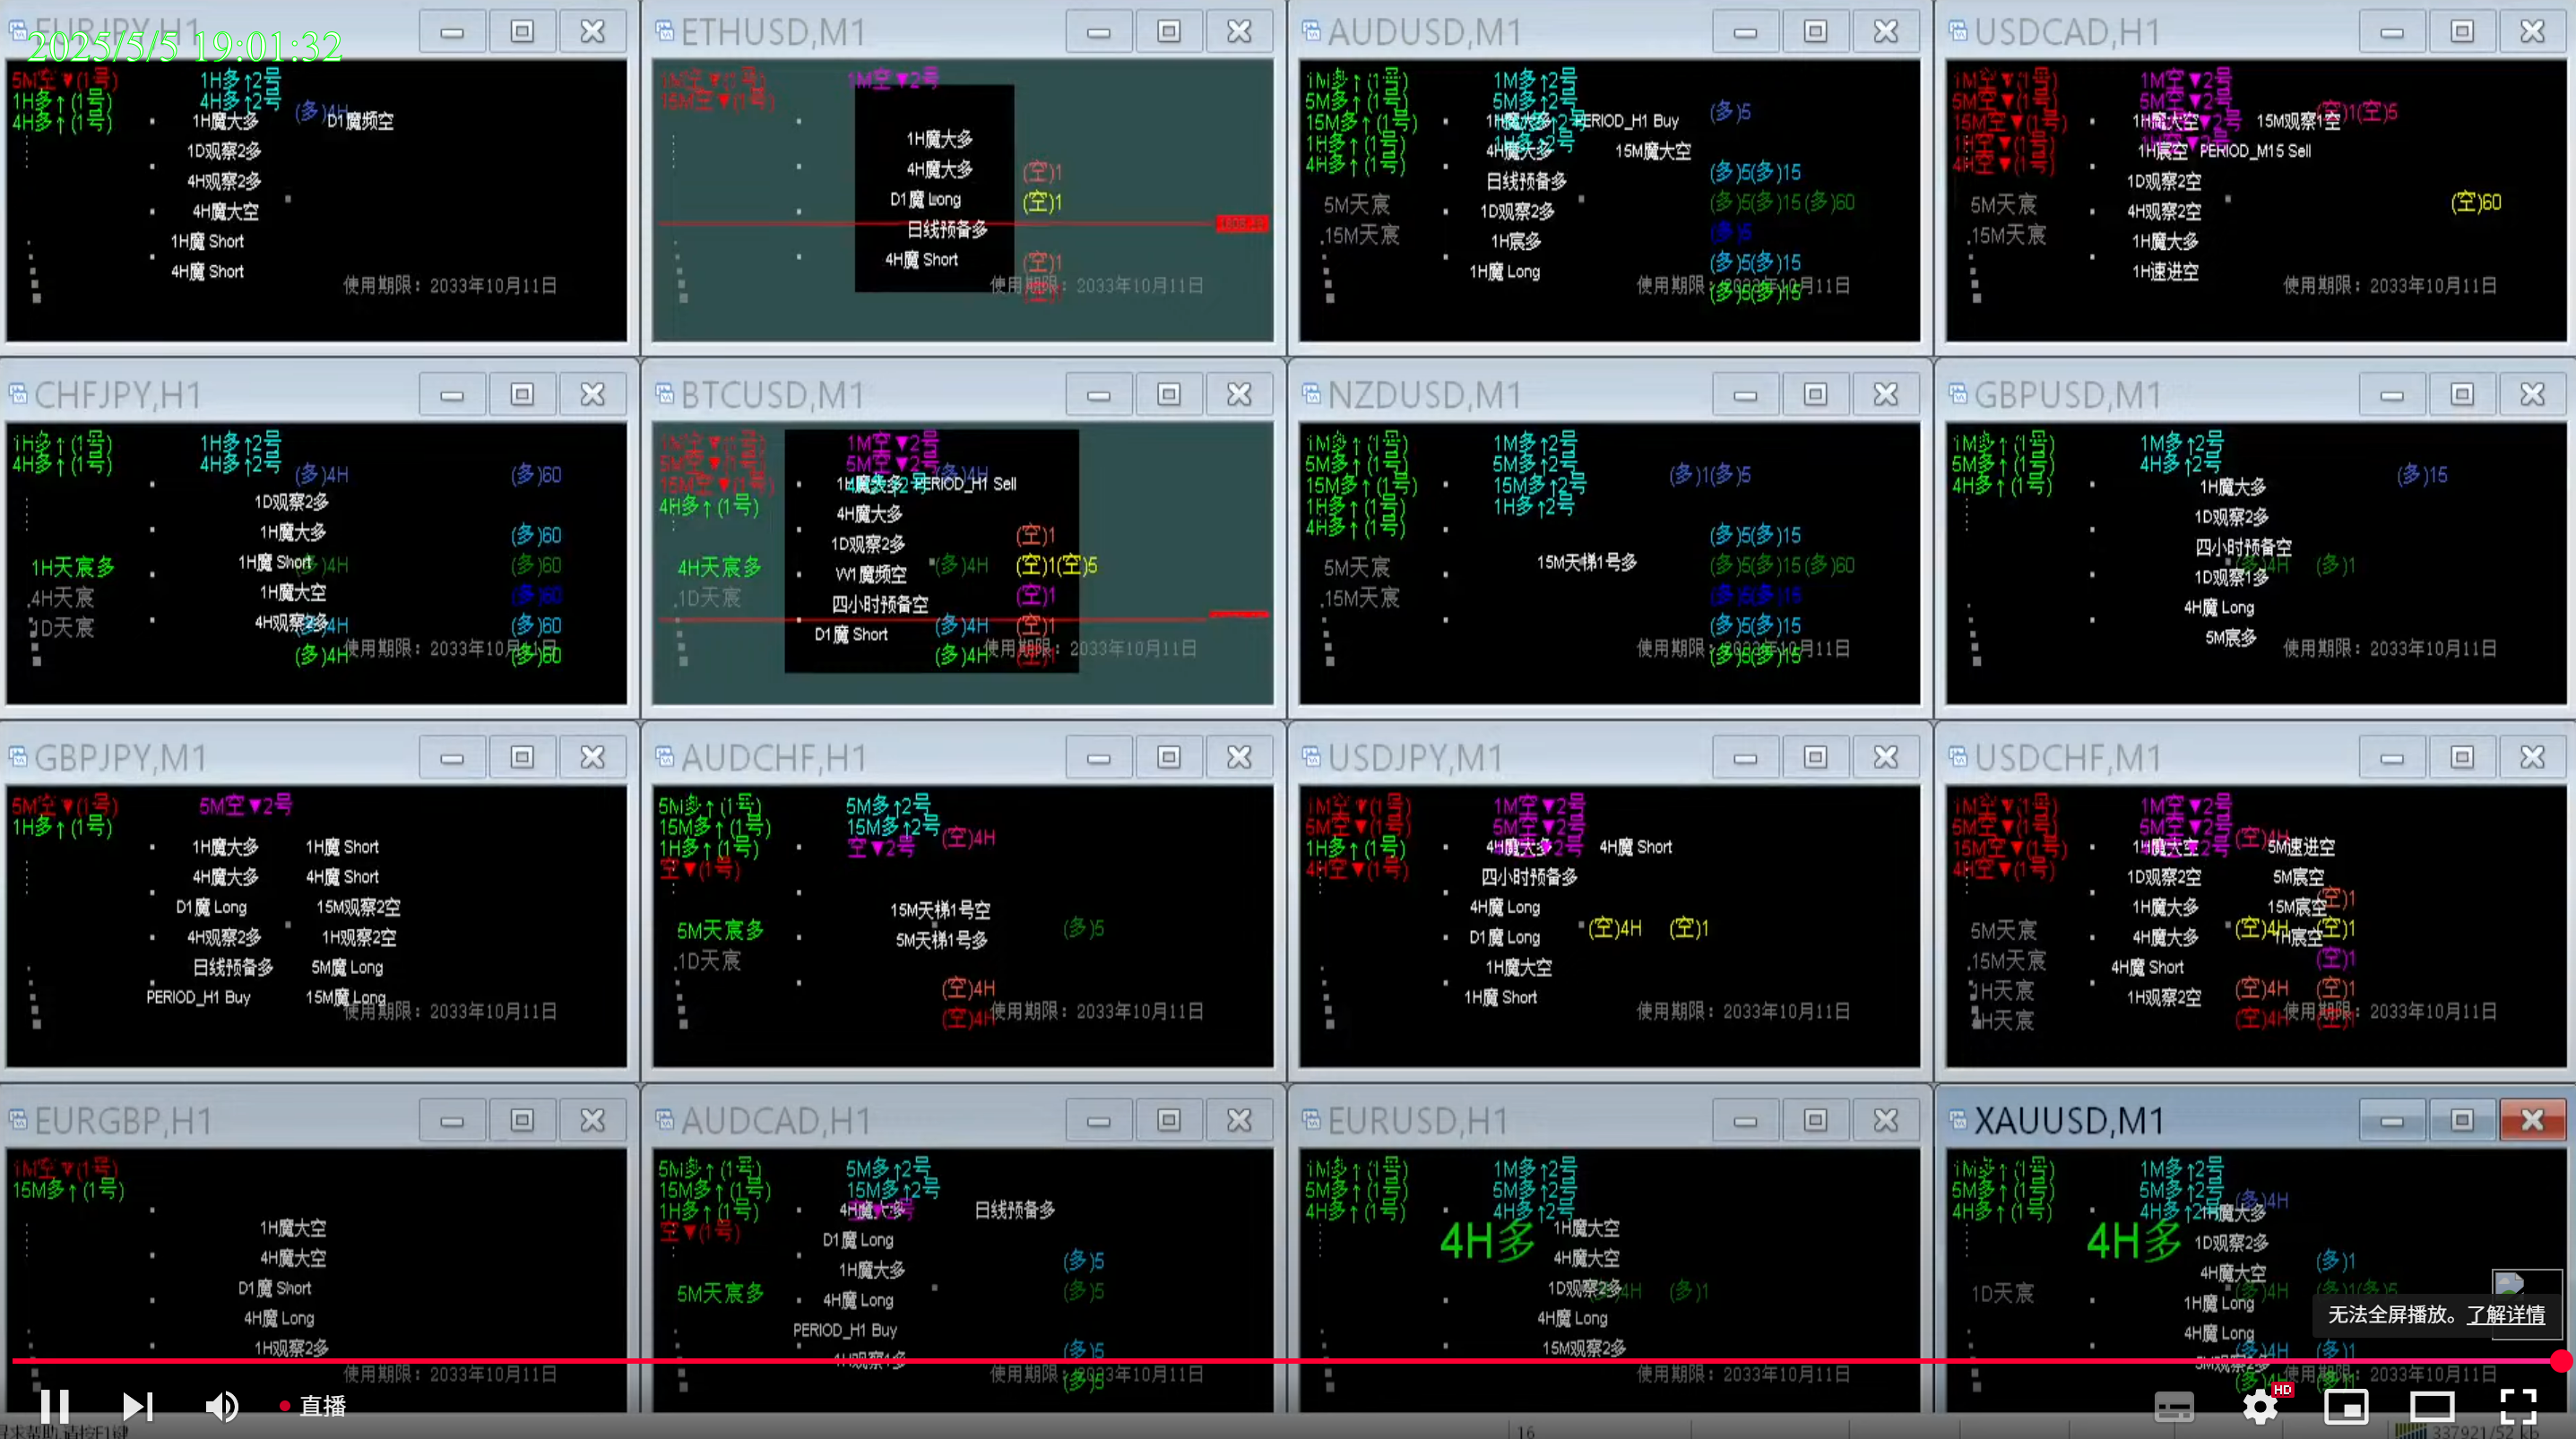 EURJPY,H1
2025/5/5 19:01:32
5M空▼(1号) 1H多↑2号
1H多↑(1号) 4H多↑2号
4H多↑(1号) 1H魔大多 (多)4H D1魔频空
1D观察2多
4H观察2多
4H魔大空
1H魔 Short
4H魔 Short
使用期限：2033年10月11日
ETHUSD,M1
1M空▼(1号) 1M空▼2号
15M空▼(1号)
1H魔大多
4H魔大多 (空)1
D1魔 Long (空)1
日线预备多
4H魔 Short (空)1
使用期限：2033年10月11日
AUDUSD,M1
1M多↑(1号) 1M多↑2号
5M多↑(1号) 5M多↑2号 (多)5
15M多↑(1号) 1H魔大多 PERIOD_H1 Buy
1H多↑(1号) 1H多↑2号
4H多↑(1号) 4H魔大多 15M魔大空 (多)5(多)15
日线预备多
5M天宸 1D观察2多 (多)5(多)15(多)60
.15M天宸 1H宸多 (多)5
1H魔 Long (多)5(多)15
使用期限：2033年10月11日 (多)5(多)15
USDCAD,H1
1M空▼(1号) 1M空▼2号
5M空▼(1号) 5M空▼2号 (空)1(空)5
15M空▼(1号) 1H魔大空 15M观察1空
1H空▼(1号) 1H宸空 PERIOD_M15 Sell
4H空▼(1号)
1D观察2空
5M天宸 4H观察2空 (空)60
.15M天宸 1H魔大多
1H速进空
使用期限：2033年10月11日
CHFJPY,H1
1H多↑(1号) 1H多↑2号
4H多↑(1号) 4H多↑2号
(多)4H (多)60
1D观察2多
1H魔大多 (多)60
1H天宸多 1H魔 Short (多)4H (多)60
.4H天宸 1H魔大空 (多)60
1D天宸 4H观察2多 (多)4H (多)60
(多)4H 使用期限：2033年10月11日 (多)60
BTCUSD,M1
1M空▼(1号) 1M空▼2号
5M空▼(1号) 5M空▼2号 (多)4H
15M空▼(1号) 1H魔大多 PERIOD_H1 Sell
4H多↑(1号) 4H魔大多
1D观察2多 (空)1
4H天宸多 W1魔频空 (多)4H (空)1(空)5
.1D天宸 四小时预备空 (空)1
D1魔 Short (多)4H (空)1
(多)4H 使用期限：2033年10月11日
NZDUSD,M1
1M多↑(1号) 1M多↑2号
5M多↑(1号) 5M多↑2号 (多)1(多)5
15M多↑(1号) 15M多↑2号
1H多↑(1号) 1H多↑2号
4H多↑(1号) (多)5(多)15
5M天宸 15M天梯1号多 (多)5(多)15(多)60
.15M天宸 (多)5(多)15
(多)5(多)15
使用期限：2033年10月11日 (多)5(多)15
GBPUSD,M1
1M多↑(1号) 1M多↑2号
5M多↑(1号) 4H多↑2号 (多)15
4H多↑(1号) 1H魔大多
1D观察2多
四小时预备空
1D观察1多 (多)4H (多)1
4H魔 Long
5M宸多
使用期限：2033年10月11日
GBPJPY,M1
5M空▼(1号) 5M空▼2号
1H多↑(1号)
1H魔大多 1H魔 Short
4H魔大多 4H魔 Short
D1魔 Long 15M观察2空
4H观察2多 1H观察2空
日线预备多 5M魔 Long
PERIOD_H1 Buy 15M魔 Long
使用期限：2033年10月11日
AUDCHF,H1
5M多↑(1号) 5M多↑2号
15M多↑(1号) 15M多↑2号 (空)4H
1H多↑(1号) 空▼2号
空▼(1号)
15M天梯1号空
5M天宸多 5M天梯1号多 (多)5
.1D天宸
(空)4H
(空)4H 使用期限：2033年10月11日
USDJPY,M1
1M空▼(1号) 1M空▼2号
5M空▼(1号) 5M空▼2号
1H多↑(1号) 4H魔大多 4H魔 Short
4H空▼(1号) 四小时预备多
4H魔 Long
D1魔 Long (空)4H (空)1
1H魔大空
1H魔 Short
使用期限：2033年10月11日
USDCHF,M1
1M空▼(1号) 1M空▼2号
5M空▼(1号) 5M空▼2号 (空)4H
15M空▼(1号) 1H魔大空 5M速进空
4H空▼(1号) 1D观察2空 5M宸空
1H魔大多 15M宸空 (空)1
5M天宸 4H魔大多 (空)4H 1H宸空 (空)1
.15M天宸 4H魔 Short (空)1
1H天宸 1H观察2空 (空)4H (空)1
4H天宸 (空)4H 使用期限：2033年10月11日 (空)1
EURGBP,H1
1M空▼(1号)
15M多↑(1号)
1H魔大空
4H魔大空
D1魔 Short
4H魔 Long
1H观察2多
使用期限：2033年10月11日
AUDCAD,H1
5M多↑(1号) 5M多↑2号
15M多↑(1号) 15M多↑2号
1H多↑(1号) 4H魔大多 日线预备多
空▼(1号) D1魔 Long
1H魔大多 (多)5
5M天宸多 4H魔 Long (多)5
PERIOD_H1 Buy
1H观察1多 (多)5
使用期限：2033年10月11日 (多)5
EURUSD,H1
1M多↑(1号) 1M多↑2号
5M多↑(1号) 5M多↑2号
4H多↑(1号) 4H多↑2号
4H多 1H魔大空
4H魔大空
1D观察2多 (多)4H (多)1
4H魔 Long
15M观察2多
使用期限：2033年10月11日
XAUUSD,M1
1M多↑(1号) 1M多↑2号
5M多↑(1号) 5M多↑2号 (多)4H
4H多↑(1号) 4H多↑2号 1H魔大多
4H多 1D观察2多
4H魔大空 (多)1
1D天宸 1H魔 Long (多)4H (多)1(多)5
4H魔 Long (多)4H (多)1
5M观察2多
使用期限：2033年10月11日
无法全屏播放。了解详情
直播
HD
16
337921/52 kb